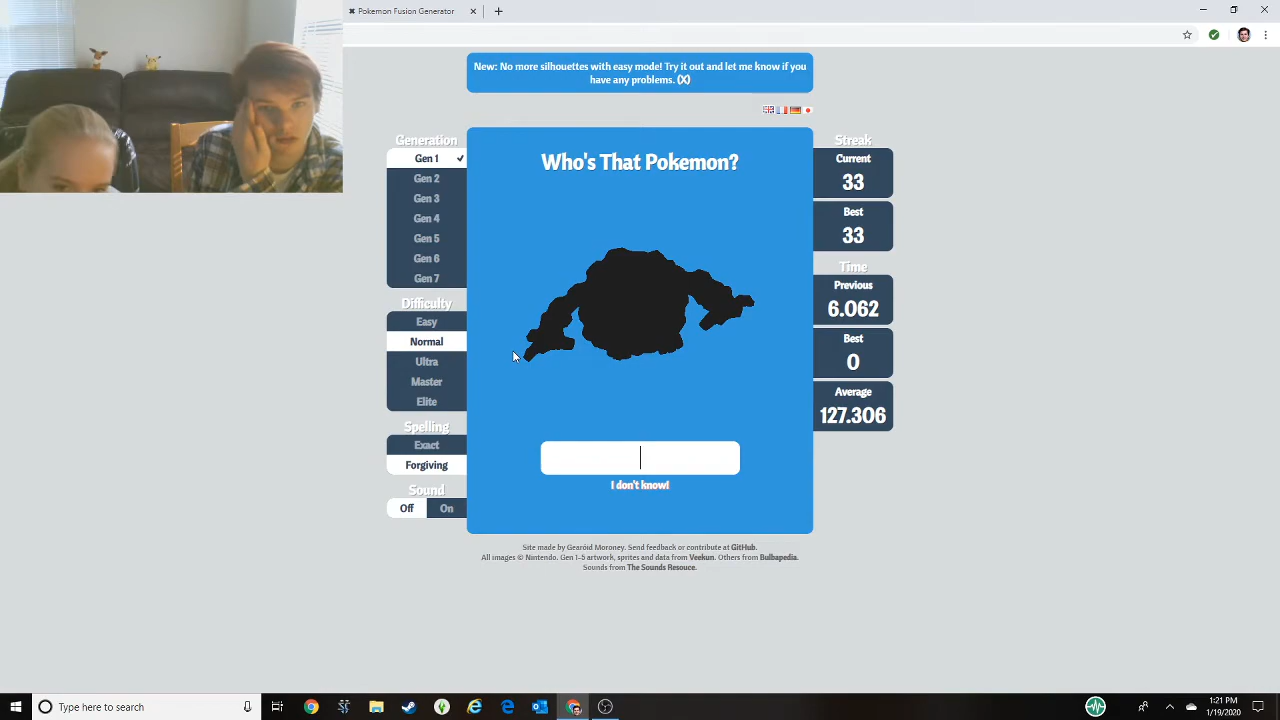 Pokemon Fusion Generator
New: No more silhouettes with easy mode! Try it out and let me know if you
have any problems. (X)
Generation
Gen 1
Gen 2
Gen 3
Gen 4
Gen 5
Gen 6
Gen 7
Difficulty
Easy
Normal
Ultra
Master
Elite
Spelling
Exact
Forgiving
Sound
Off On
Who's That Pokemon?
I don't know!
Streak
Current
33
Best
33
Time
Previous
6.062
Best
0
Average
127.306
Site made by Gearóid Moroney. Send feedback or contribute at GitHub.
All images © Nintendo. Gen 1-5 artwork, sprites and data from Veekun. Others from Bulbapedia.
Sounds from The Sounds Resouce.
Type here to search
1:21 PM
1/19/2020